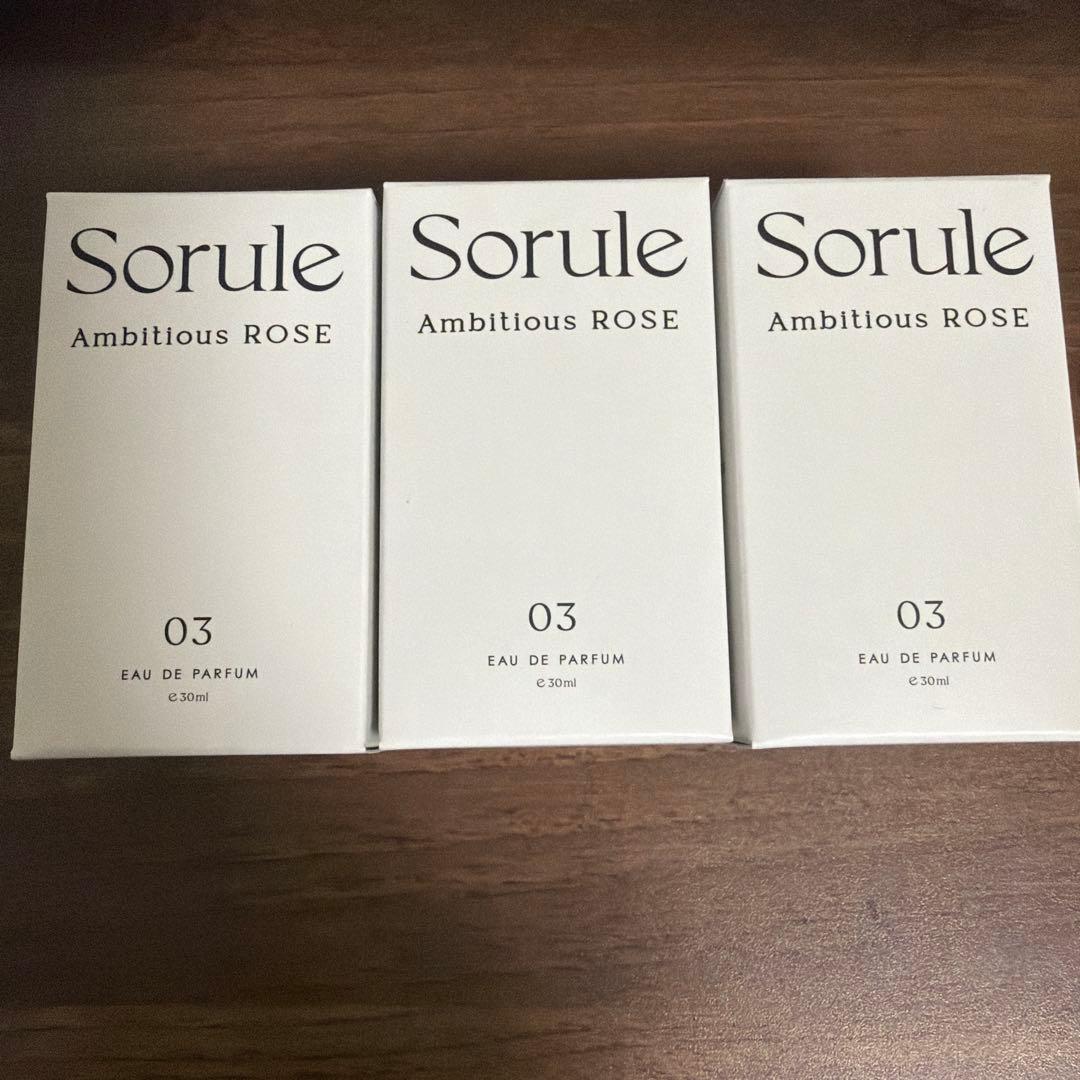 Sorule
Ambitious ROSE
03
EAU DE PARFUM
℮30ml
Sorule
Ambitious ROSE
03
EAU DE PARFUM
℮30ml
Sorule
Ambitious ROSE
03
EAU DE PARFUM
℮30ml